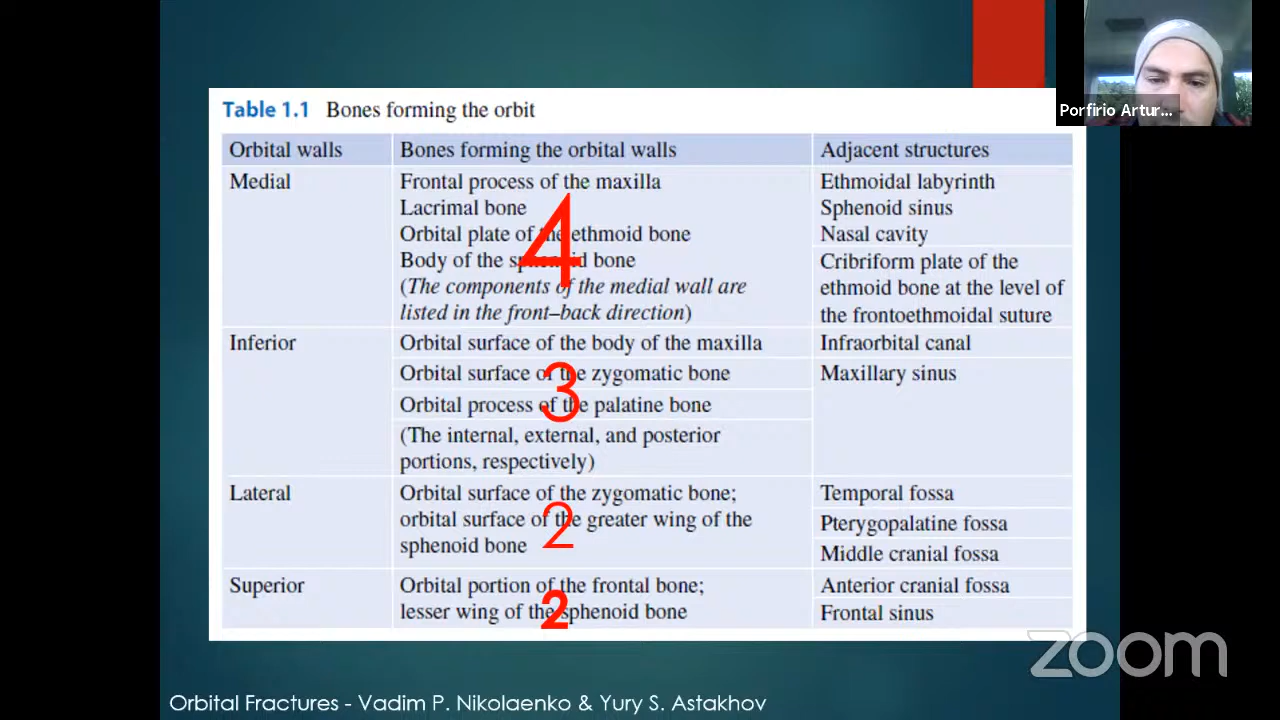 Porfirio Artur...
Table 1.1 Bones forming the orbit
Orbital walls Bones forming the orbital walls Adjacent structures
Medial Frontal process of the maxilla Ethmoidal labyrinth
Lacrimal bone Sphenoid sinus
Orbital plate of the ethmoid bone Nasal cavity
4
Body of the sphenoid bone Cribriform plate of the
(The components of the medial wall are ethmoid bone at the level of
listed in the front–back direction) the frontoethmoidal suture
Inferior Orbital surface of the body of the maxilla Infraorbital canal
Orbital surface of the zygomatic bone Maxillary sinus
3
Orbital process of the palatine bone
(The internal, external, and posterior
portions, respectively)
Lateral Orbital surface of the zygomatic bone; Temporal fossa
orbital surface of the greater wing of the Pterygopalatine fossa
2
sphenoid bone Middle cranial fossa
Superior Orbital portion of the frontal bone; Anterior cranial fossa
lesser wing of the sphenoid bone Frontal sinus
2
zoom
Orbital Fractures - Vadim P. Nikolaenko & Yury S. Astakhov